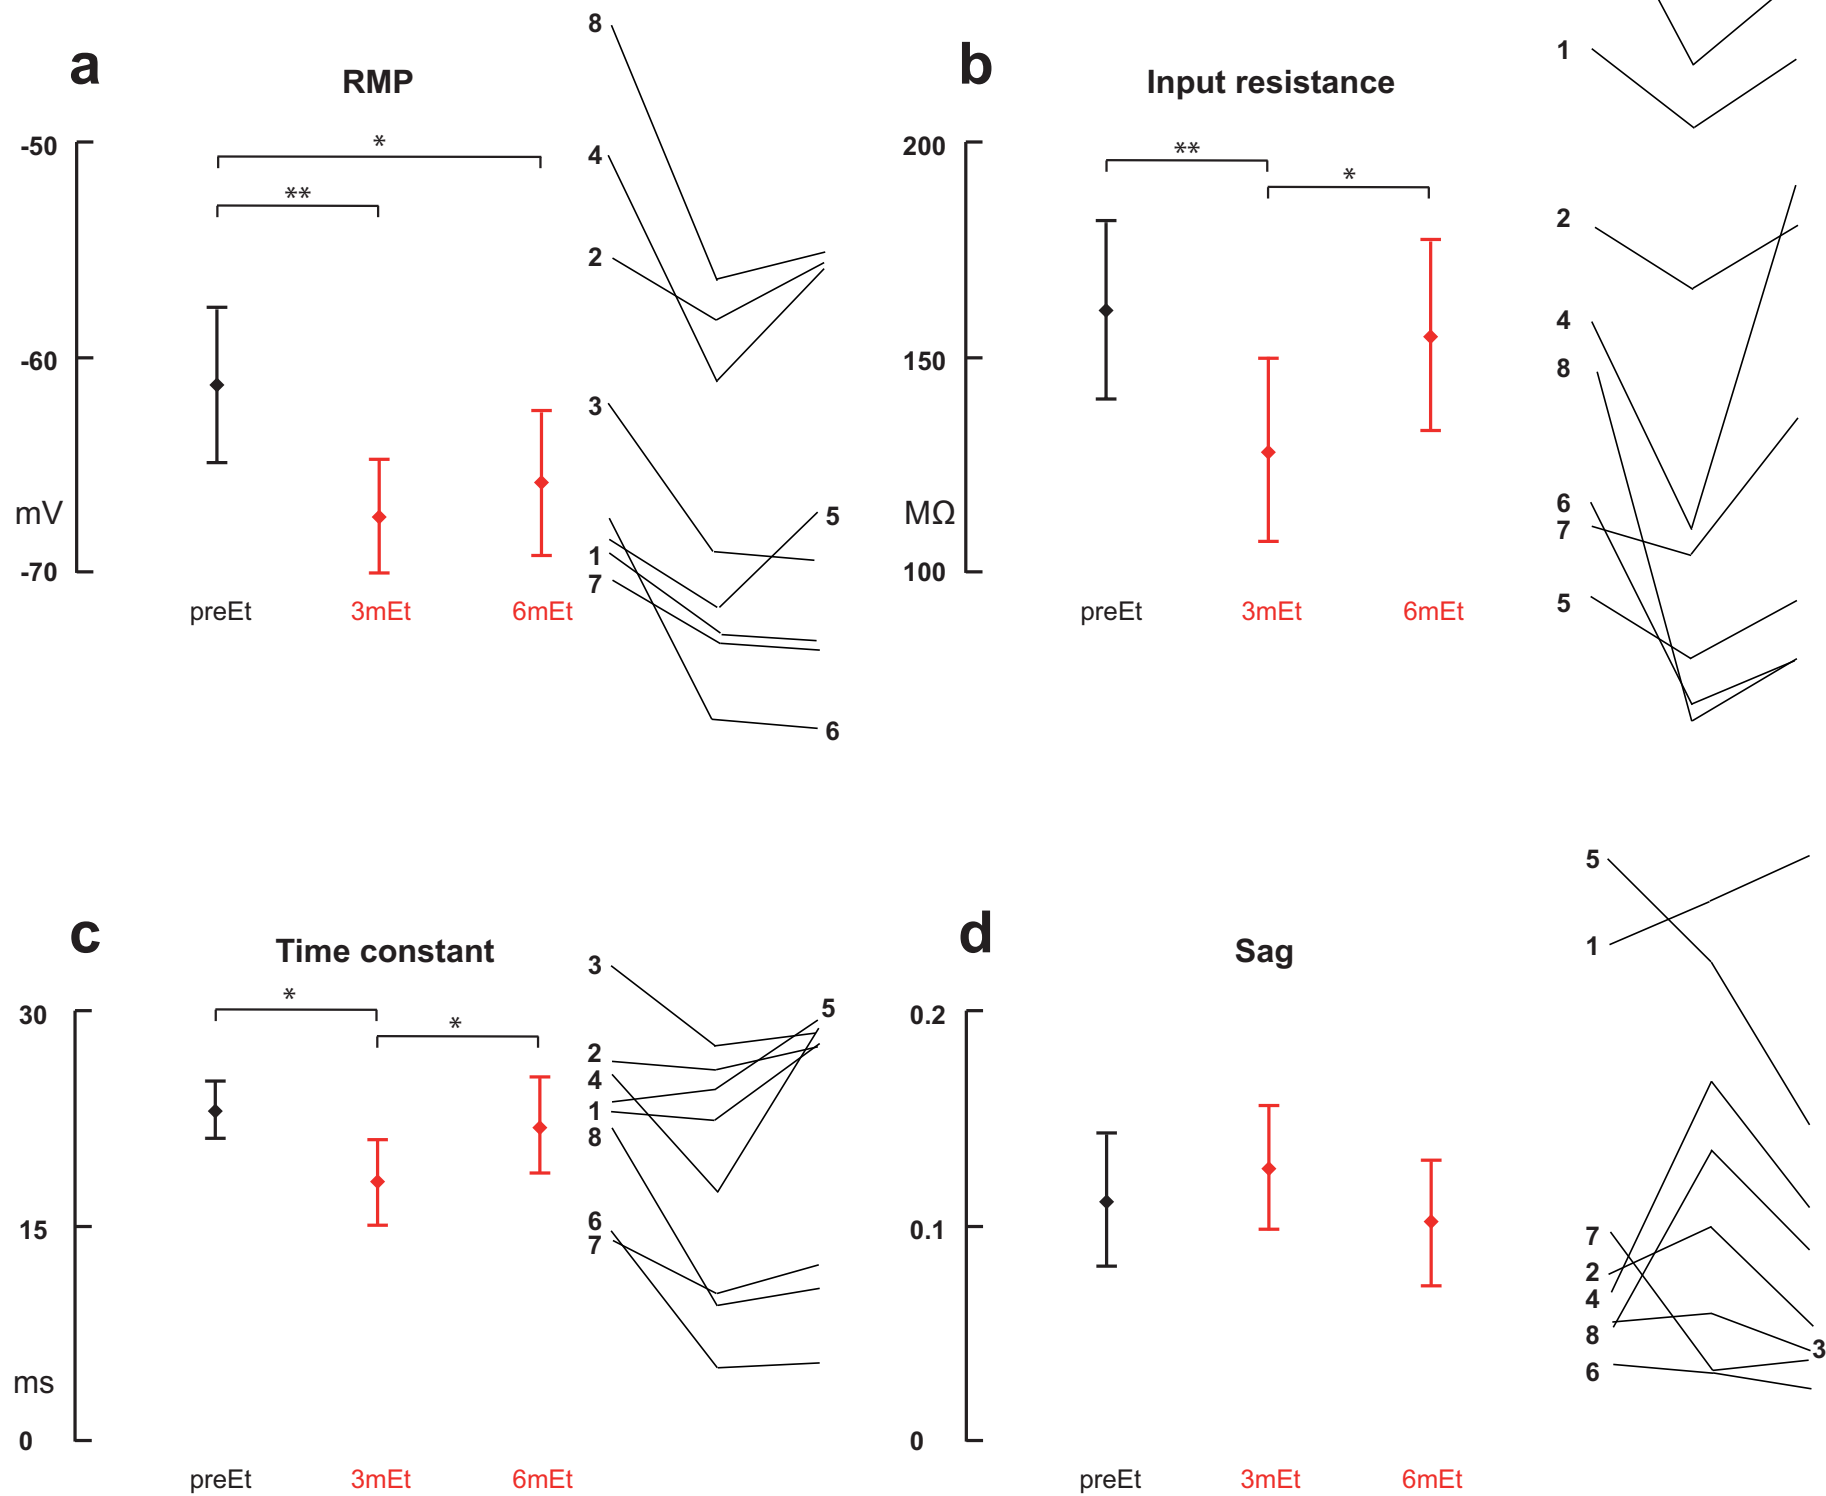 a
RMP
-50
-60
mV
-70
*
**
preEt
3mEt
6mEt
8
4
2
3
1
7
5
6
b
Input resistance
200
150
MΩ
100
**
*
preEt
3mEt
6mEt
1
2
4
8
6
7
5
c
Time constant
30
15
ms
0
*
*
preEt
3mEt
6mEt
3
2
4
1
8
6
7
5
d
Sag
0.2
0.1
0
preEt
3mEt
6mEt
5
1
7
2
4
8
6
3